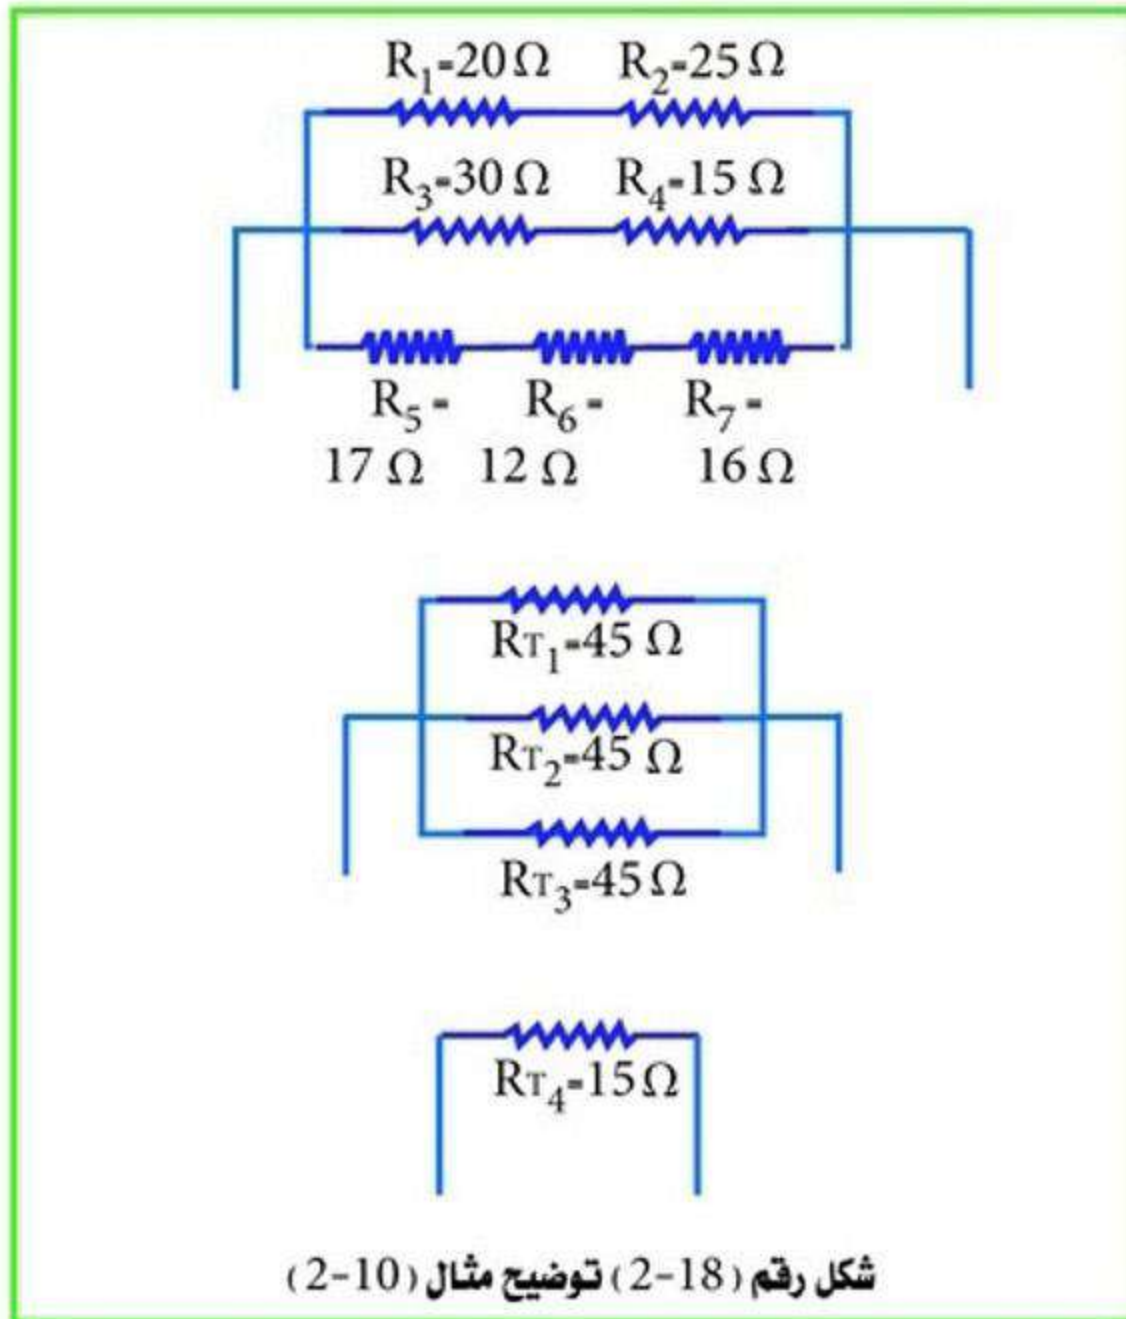 R₁=20 Ω R₂=25 Ω
R₃=30 Ω R₄=15 Ω
R₅ = R₆ = R₇ =
17 Ω 12 Ω 16 Ω
RT₁=45 Ω
RT₂=45 Ω
RT₃=45 Ω
RT₄=15 Ω
شكل رقم (18-2) توضيح مثال (10-2)